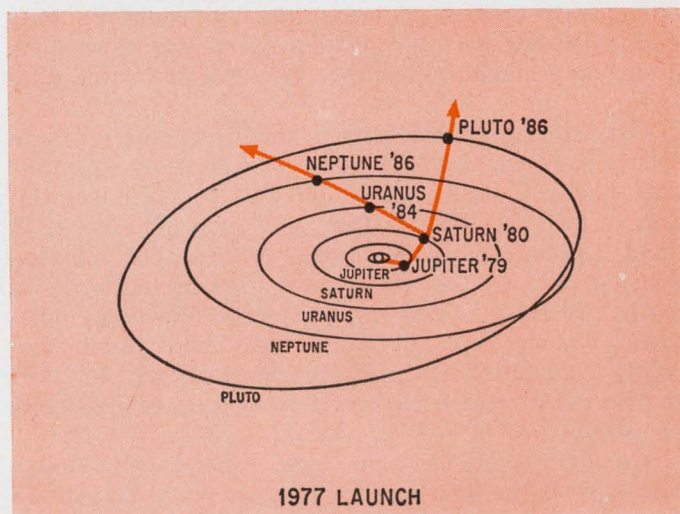 PLUTO '86
NEPTUNE '86
URANUS
'84
SATURN '80
JUPITER '79
JUPITER
SATURN
URANUS
NEPTUNE
PLUTO
1977 LAUNCH